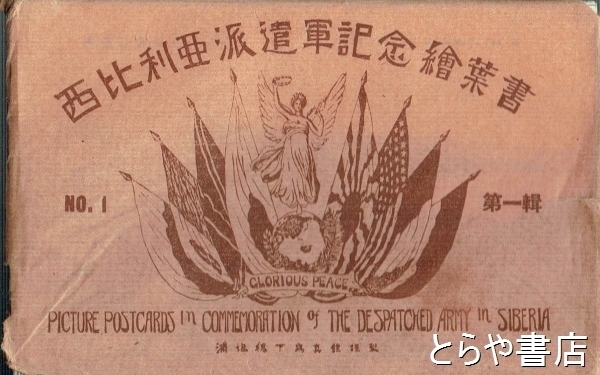 西比利亜派遣軍記念繪葉書
NO. 1
第一輯
GLORIOUS PEACE
PICTURE POSTCARDS IN COMMEMORATION OF THE DESPATCHED ARMY IN SIBERIA
とらや書店